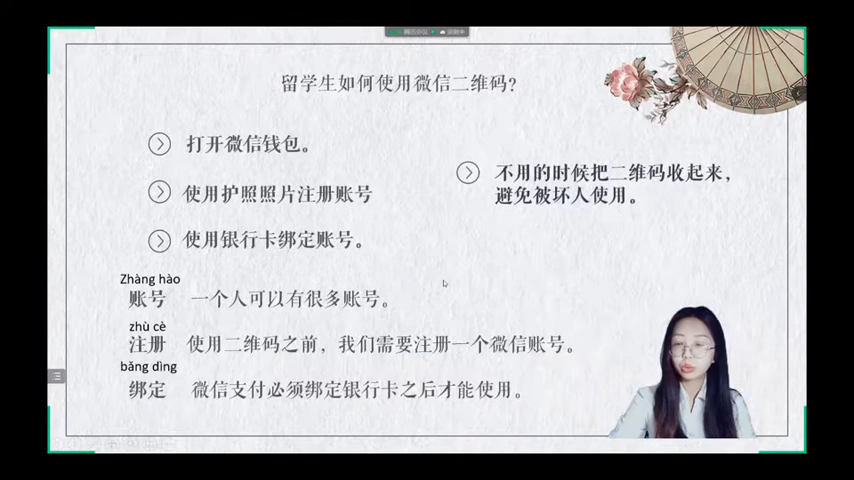 留学生如何使用微信二维码?
打开微信钱包。
使用护照照片注册账号
使用银行卡绑定账号。
不用的时候把二维码收起来,
避免被坏人使用。
Zhàng hào
账号 一个人可以有很多账号。
zhù cè
注册 使用二维码之前，我们需要注册一个微信账号。
bǎng dìng
绑定 微信支付必须绑定银行卡之后才能使用。